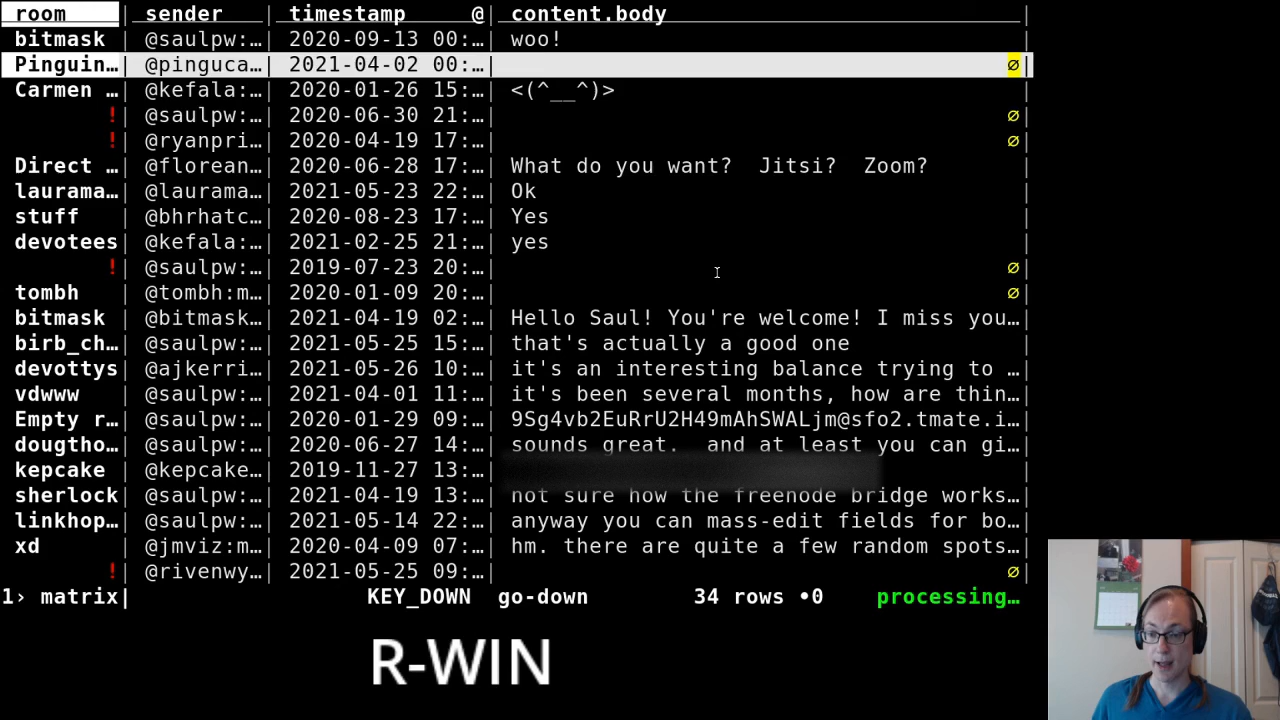 room | sender | timestamp @| content.body |
bitmask | @saulpw:…| 2020-09-13 00:…| woo! |
Pinguin…| @pinguca…| 2021-04-02 00:…| ∅|
Carmen …| @kefala:…| 2020-01-26 15:…| <(^__^)> |
!| @saulpw:…| 2020-06-30 21:…| ∅|
!| @ryanpri…| 2020-04-19 17:…| ∅|
Direct …| @florean…| 2020-06-28 17:…| What do you want? Jitsi? Zoom? |
laurama…| @laurama…| 2021-05-23 22:…| Ok |
stuff | @bhrhatc…| 2020-08-23 17:…| Yes |
devotees| @kefala:…| 2021-02-25 21:…| yes |
!| @saulpw:…| 2019-07-23 20:…| ∅|
tombh | @tombh:m…| 2020-01-09 20:…| ∅|
bitmask | @bitmask…| 2021-04-19 02:…| Hello Saul! You're welcome! I miss you…|
birb_ch…| @saulpw:…| 2021-05-25 15:…| that's actually a good one |
devottys| @ajkerri…| 2021-05-26 10:…| it's an interesting balance trying to …|
vdwww | @saulpw:…| 2021-04-01 11:…| it's been several months, how are thin…|
Empty r…| @saulpw:…| 2020-01-29 09:…| 9Sg4vb2EuRrU2H49mAhSWALjm@sfo2.tmate.i…|
dougtho…| @saulpw:…| 2020-06-27 14:…| sounds great. and at least you can gi…|
kepcake | @kepcake…| 2019-11-27 13:…|
sherlock| @saulpw:…| 2021-04-19 13:…| not sure how the freenode bridge works…|
linkhop…| @saulpw:…| 2021-05-14 22:…| anyway you can mass-edit fields for bo…|
xd | @jmviz:m…| 2020-04-09 07:…| hm. there are quite a few random spots…|
!| @rivenwy…| 2021-05-25 09:…| ∅|
1› matrix| KEY_DOWN go-down 34 rows •0 processing…
R-WIN